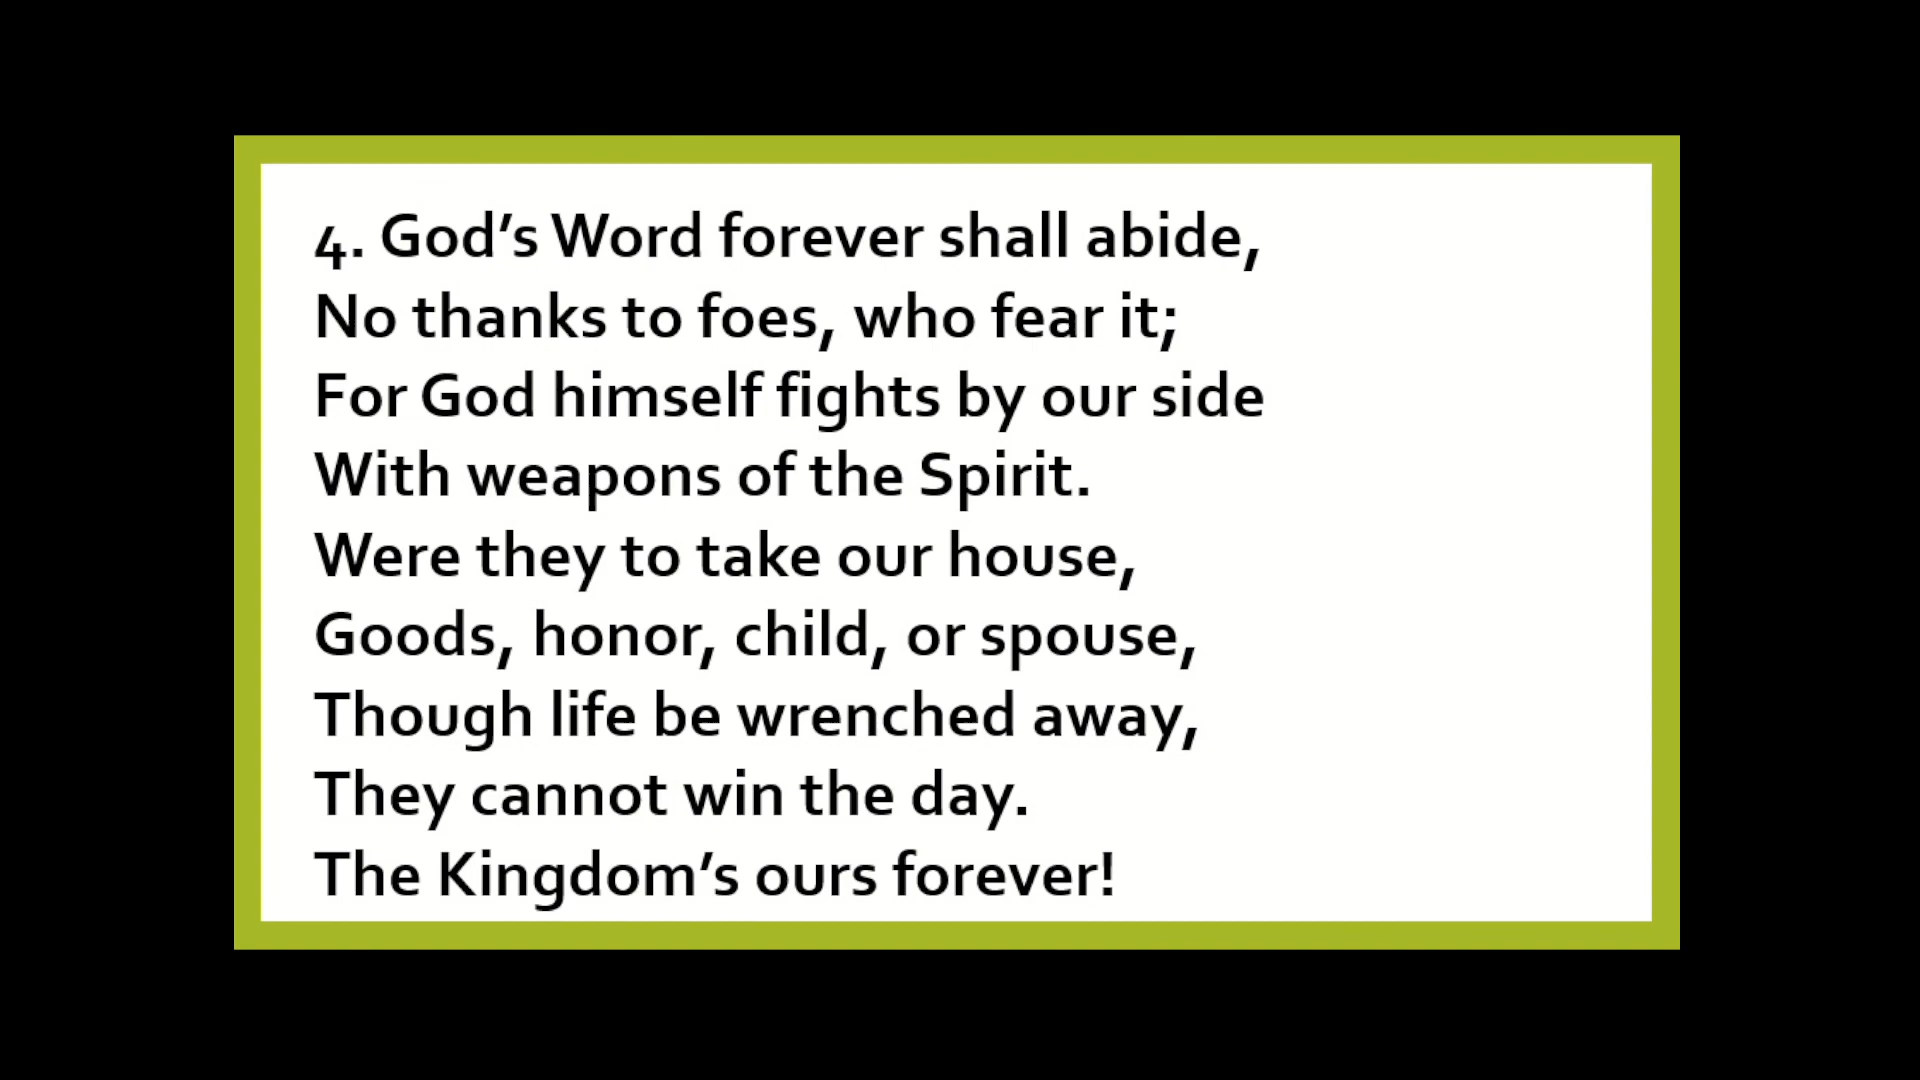 4. God’s Word forever shall abide,
No thanks to foes, who fear it;
For God himself fights by our side
With weapons of the Spirit.
Were they to take our house,
Goods, honor, child, or spouse,
Though life be wrenched away,
They cannot win the day.
The Kingdom’s ours forever!